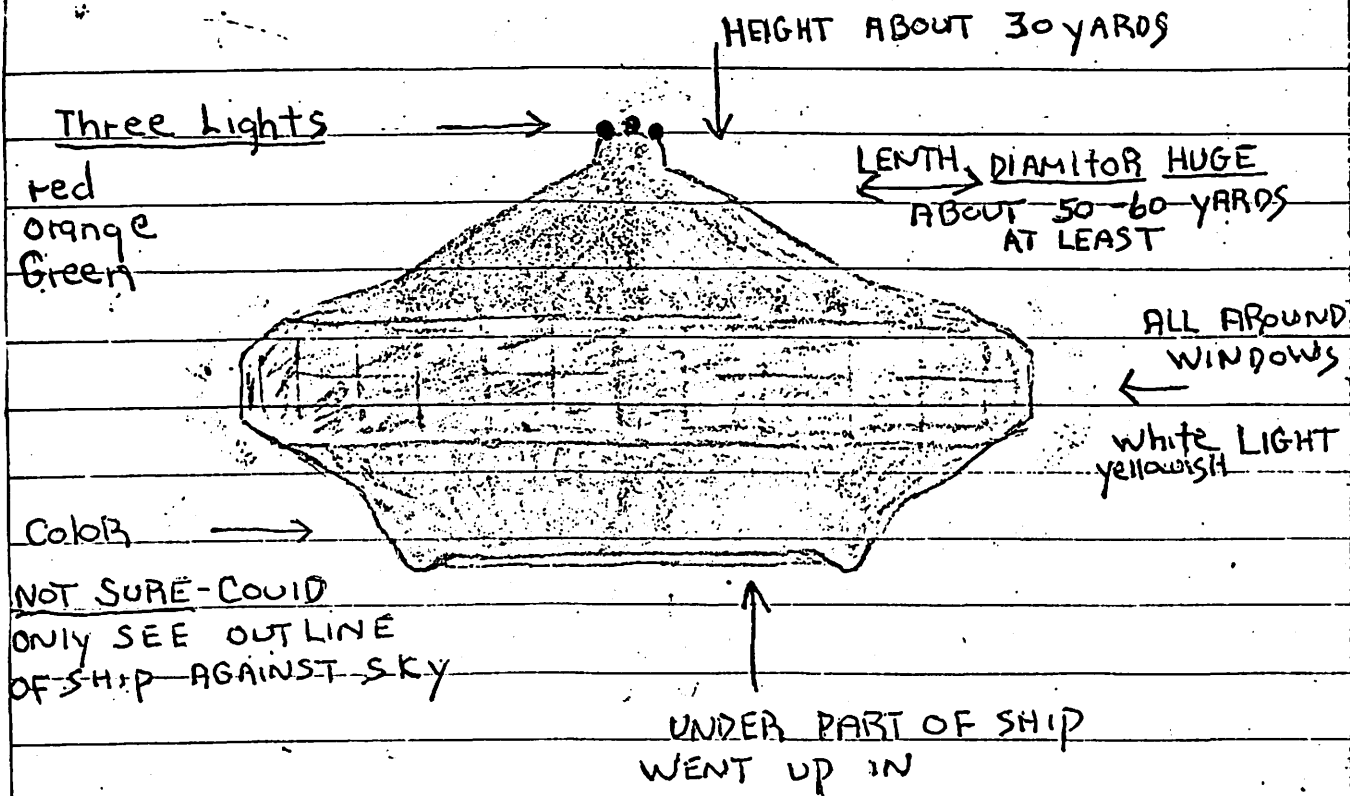 HEIGHT ABOUT 30 YARDS
Three Lights
red
orange
Green
LENTH, DIAMITOR HUGE
ABOUT 50-60 YARDS
AT LEAST
ALL AROUND
WINDOWS
white LIGHT
yellowish
COLOR
NOT SURE-COULD
ONLY SEE OUTLINE
OF SHIP AGAINST SKY
UNDER PART OF SHIP
WENT UP IN